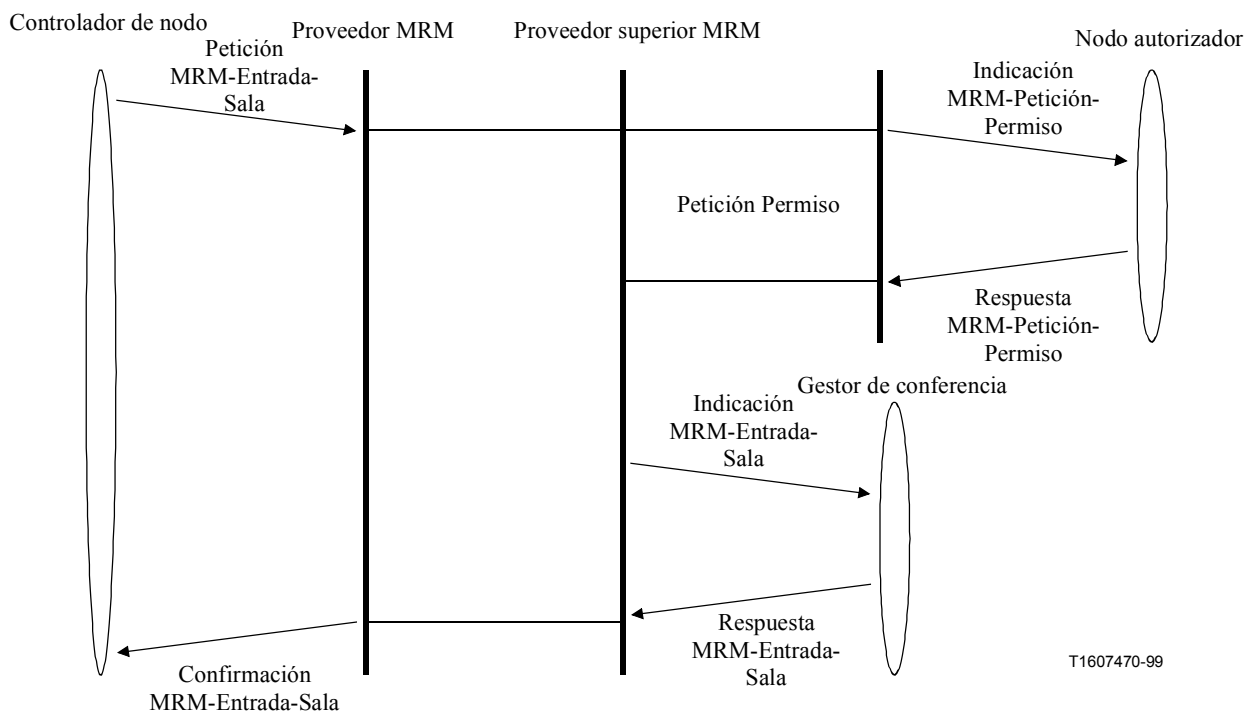 Controlador de nodo
Proveedor MRM
Proveedor superior MRM
Nodo autorizador
Petición
MRM-Entrada-
Sala
Indicación
MRM-Petición-
Permiso
Petición Permiso
Respuesta
MRM-Petición-
Permiso
Gestor de conferencia
Indicación
MRM-Entrada-
Sala
Respuesta
MRM-Entrada-
Sala
Confirmación
MRM-Entrada-Sala
T1607470-99